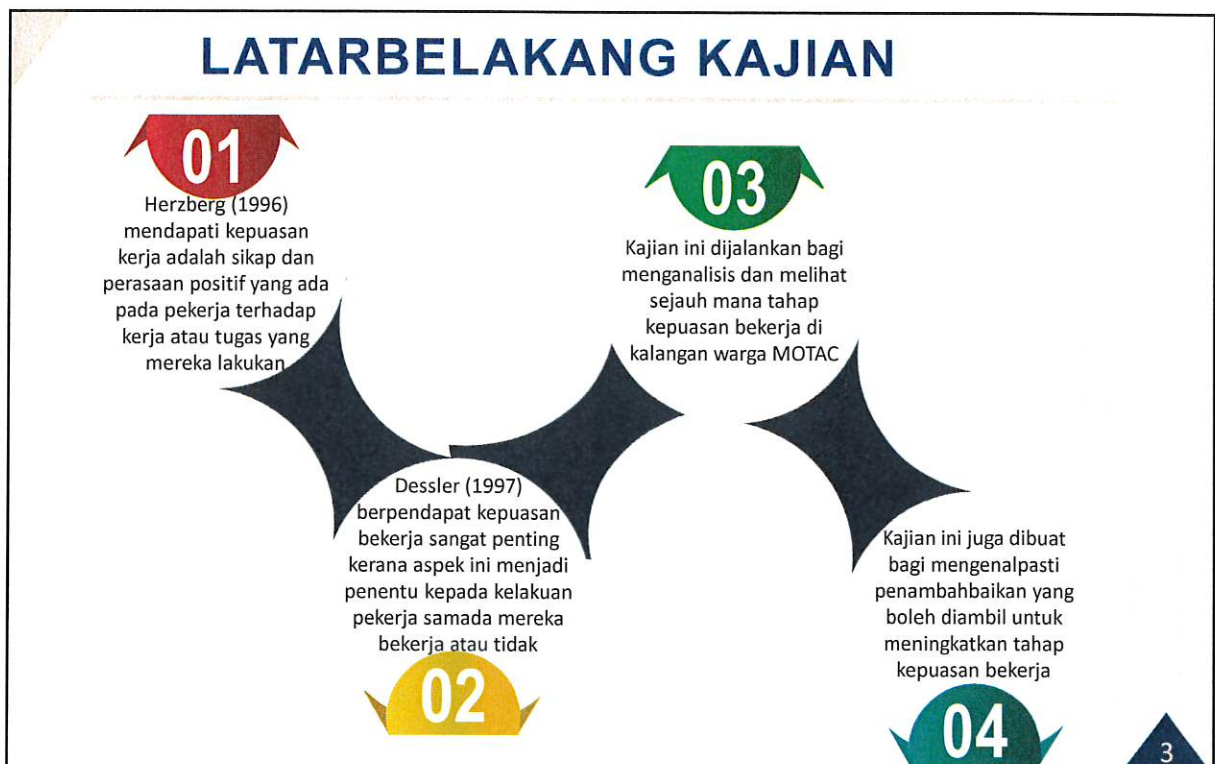 LATARBELAKANG KAJIAN
01
Herzberg (1996)
mendapati kepuasan
kerja adalah sikap dan
perasaan positif yang ada
pada pekerja terhadap
kerja atau tugas yang
mereka lakukan
Dessler (1997)
berpendapat kepuasan
bekerja sangat penting
kerana aspek ini menjadi
penentu kepada kelakuan
pekerja samada mereka
bekerja atau tidak
02
03
Kajian ini dijalankan bagi
menganalisis dan melihat
sejauh mana tahap
kepuasan bekerja di
kalangan warga MOTAC
Kajian ini juga dibuat
bagi mengenalpasti
penambahbaikan yang
boleh diambil untuk
meningkatkan tahap
kepuasan bekerja
04
3